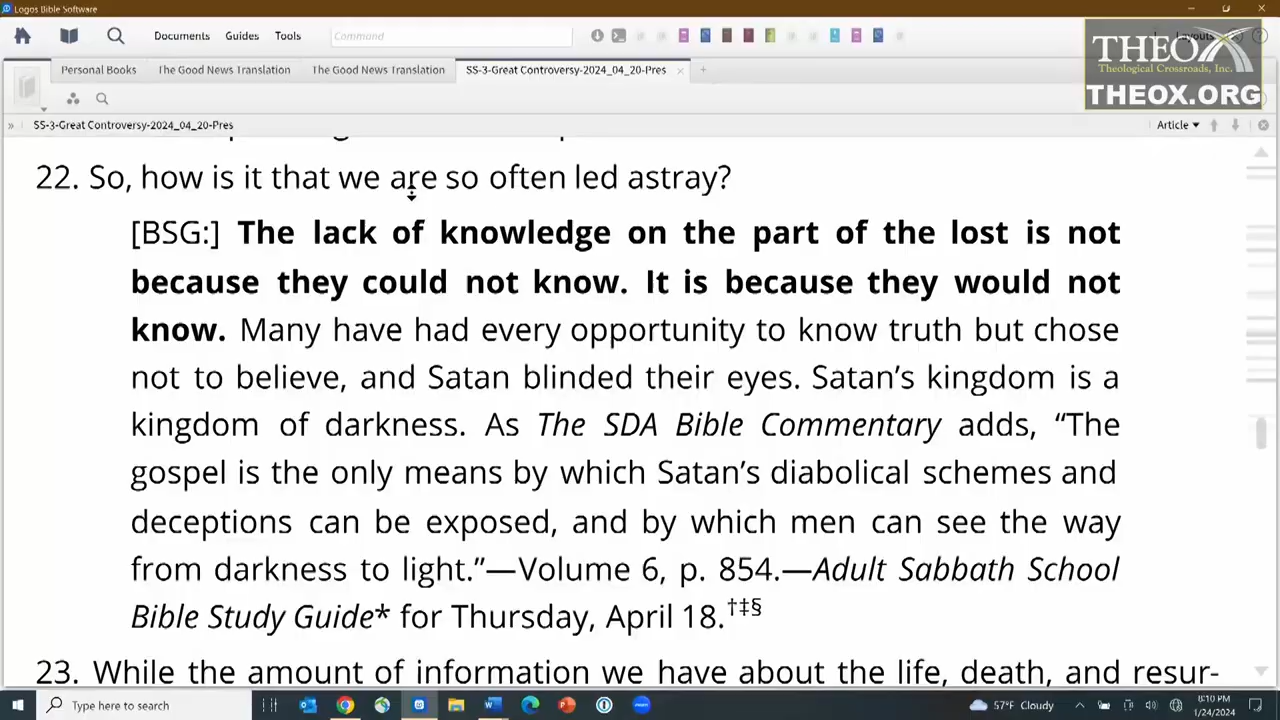 Logos Bible Software
Documents Guides Tools Command
THEOX
Theological Crossroads, Inc.
THEOX.ORG
Personal Books The Good News Translation The Good News Transl SS-3-Great Controversy-2024_04_20-Pres
SS-3-Great Controversy-2024_04_20-Pres Article
22. So, how is it that we are so often led astray?
[BSG:] The lack of knowledge on the part of the lost is not
because they could not know. It is because they would not
know. Many have had every opportunity to know truth but chose
not to believe, and Satan blinded their eyes. Satan’s kingdom is a
kingdom of darkness. As The SDA Bible Commentary adds, “The
gospel is the only means by which Satan’s diabolical schemes and
deceptions can be exposed, and by which men can see the way
from darkness to light.”—Volume 6, p. 854.—Adult Sabbath School
Bible Study Guide* for Thursday, April 18.†‡§
23. While the amount of information we have about the life, death, and resur-
Type here to search 57°F Cloudy 8:10 PM
1/24/2024